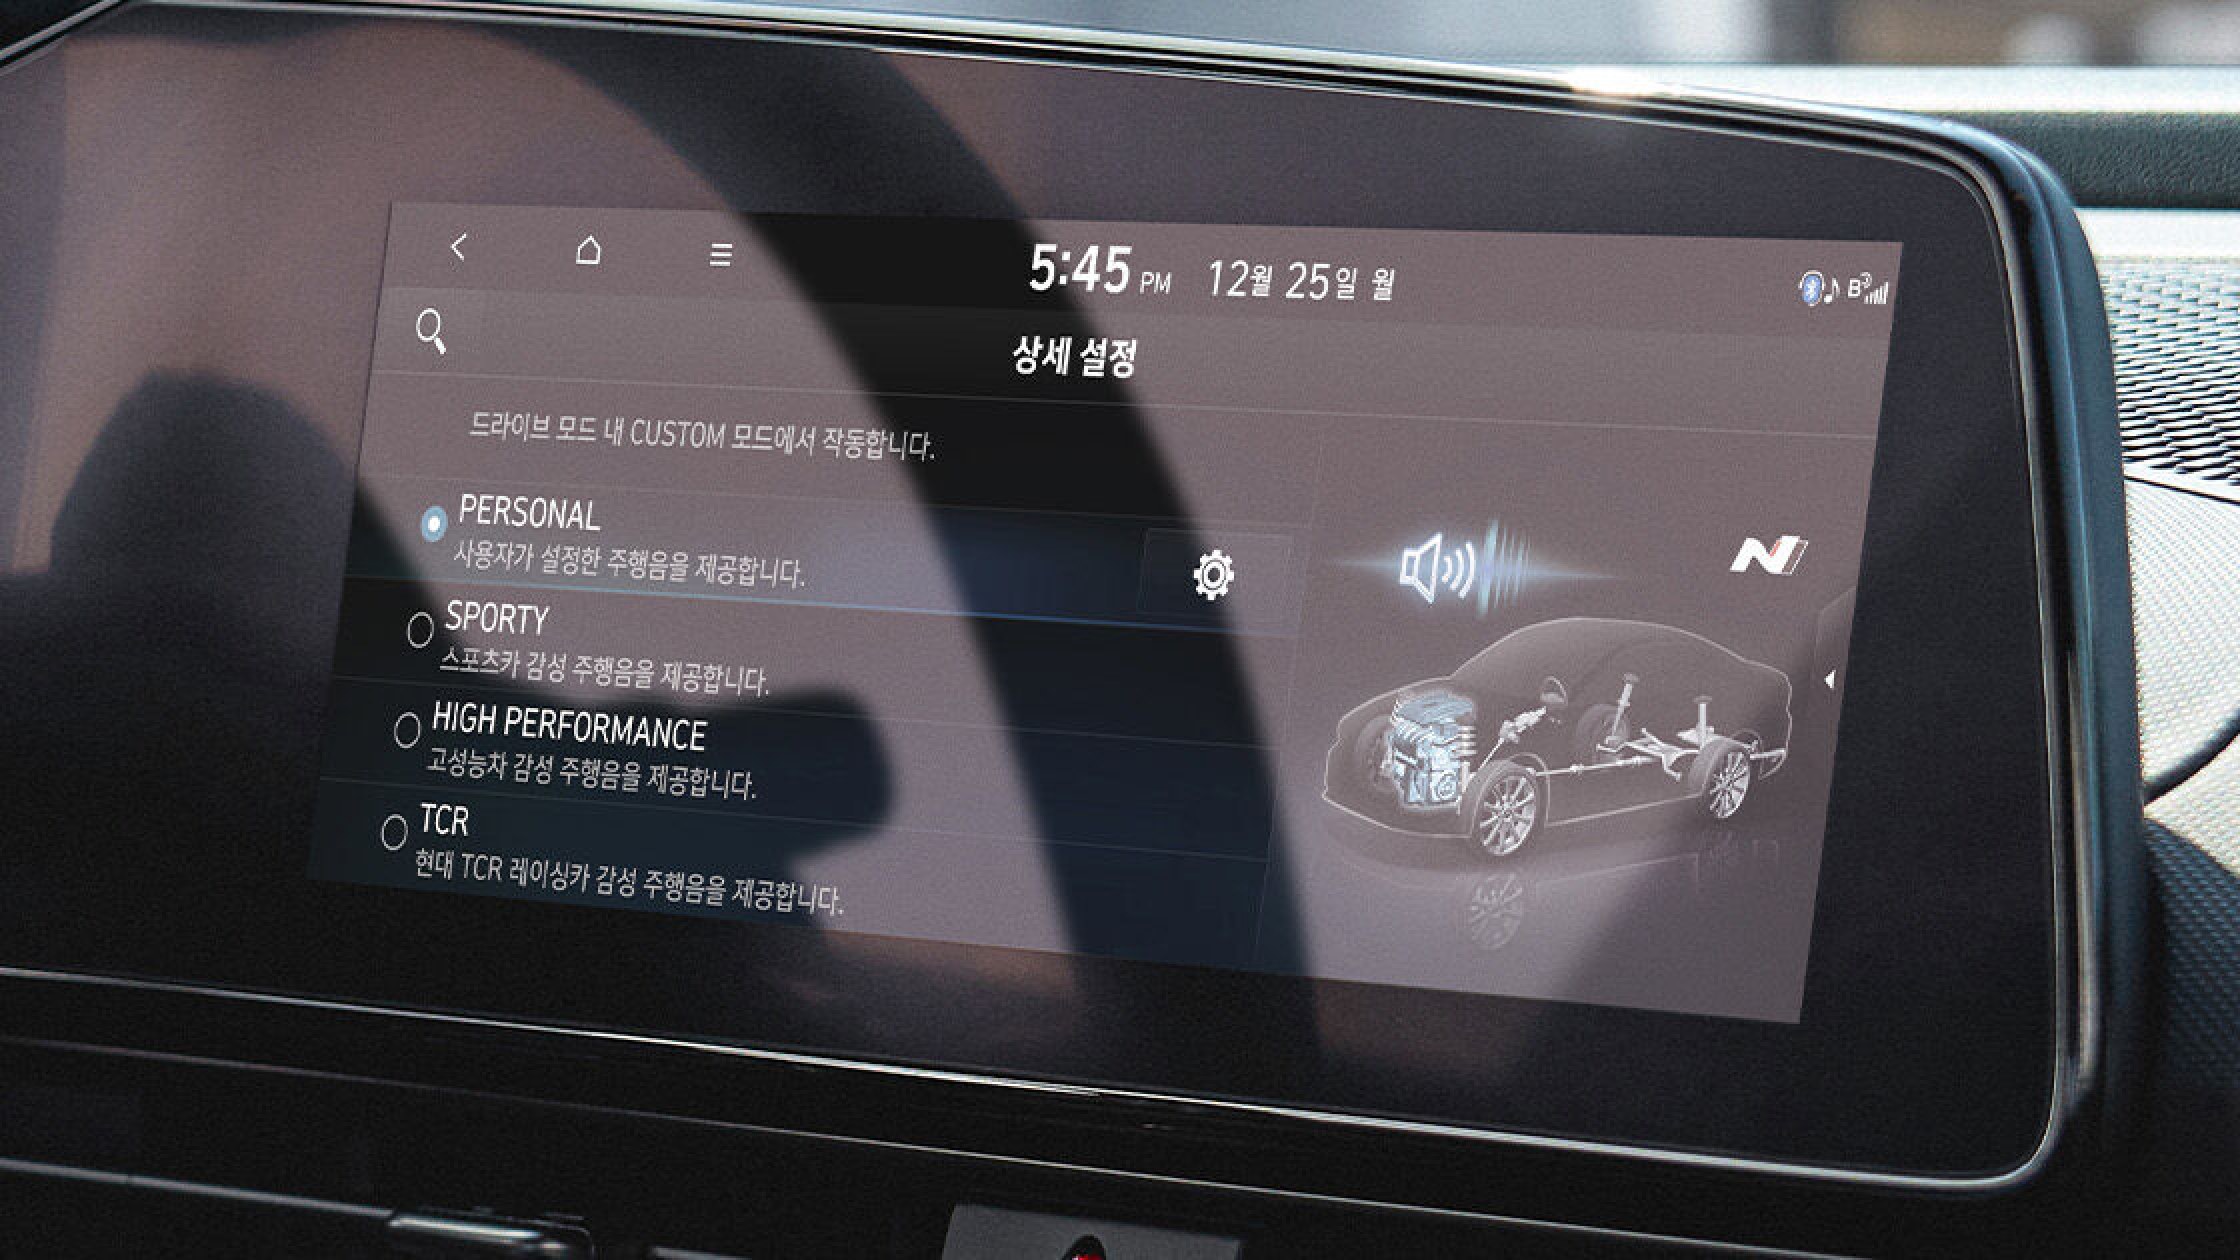 5:45 PM 12월 25일 월
상세 설정
드라이브 모드 내 CUSTOM 모드에서 작동합니다.
PERSONAL
사용자가 설정한 주행음을 제공합니다.
SPORTY
스포츠카 감성 주행음을 제공합니다.
HIGH PERFORMANCE
고성능차 감성 주행음을 제공합니다.
TCR
현대 TCR 레이싱카 감성 주행음을 제공합니다.
N
B